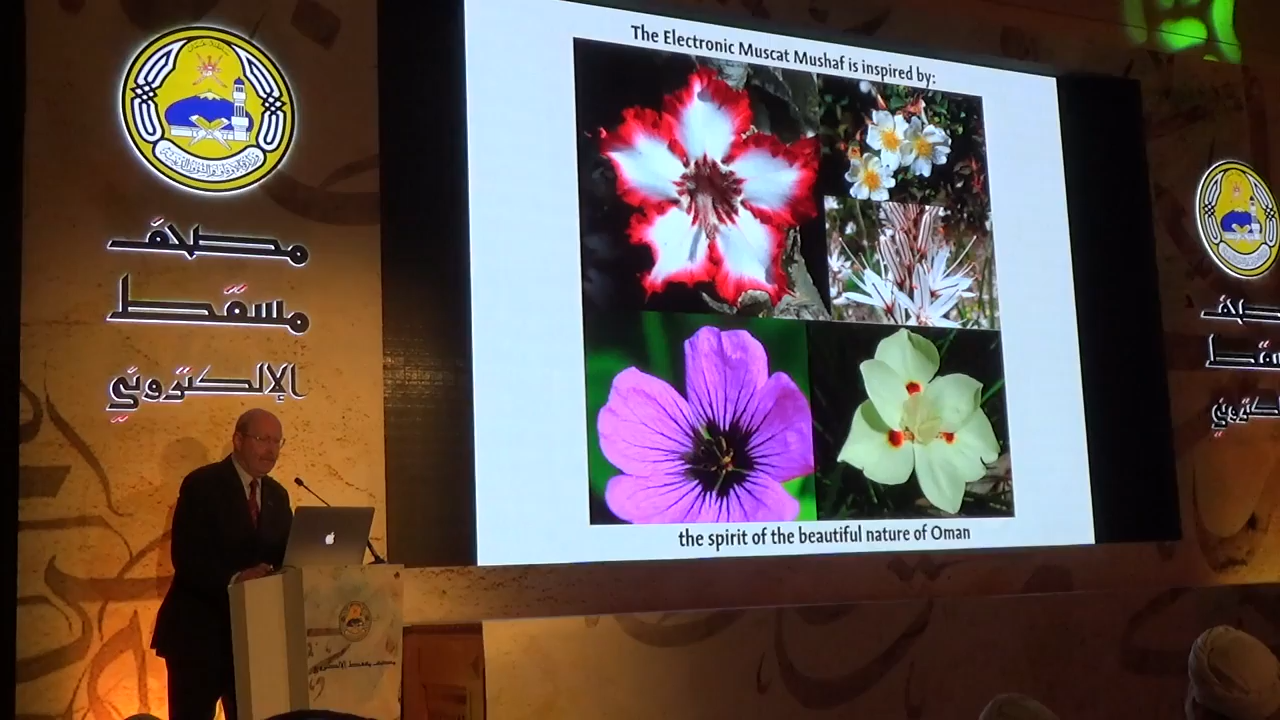 The Electronic Muscat Mushaf is inspired by:
the spirit of the beautiful nature of Oman
مصحف
مسقط
الإلكتروني